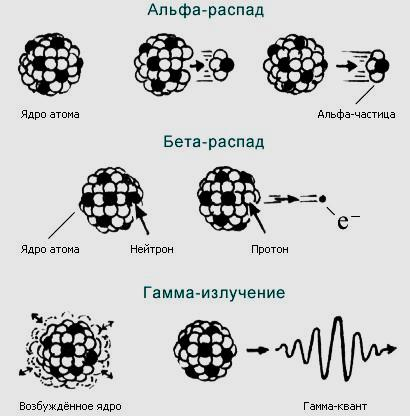 Альфа-распад
Ядро атома
Альфа-частица
Бета-распад
e⁻
Ядро атома
Нейтрон
Протон
Гамма-излучение
Возбуждённое ядро
Гамма-квант